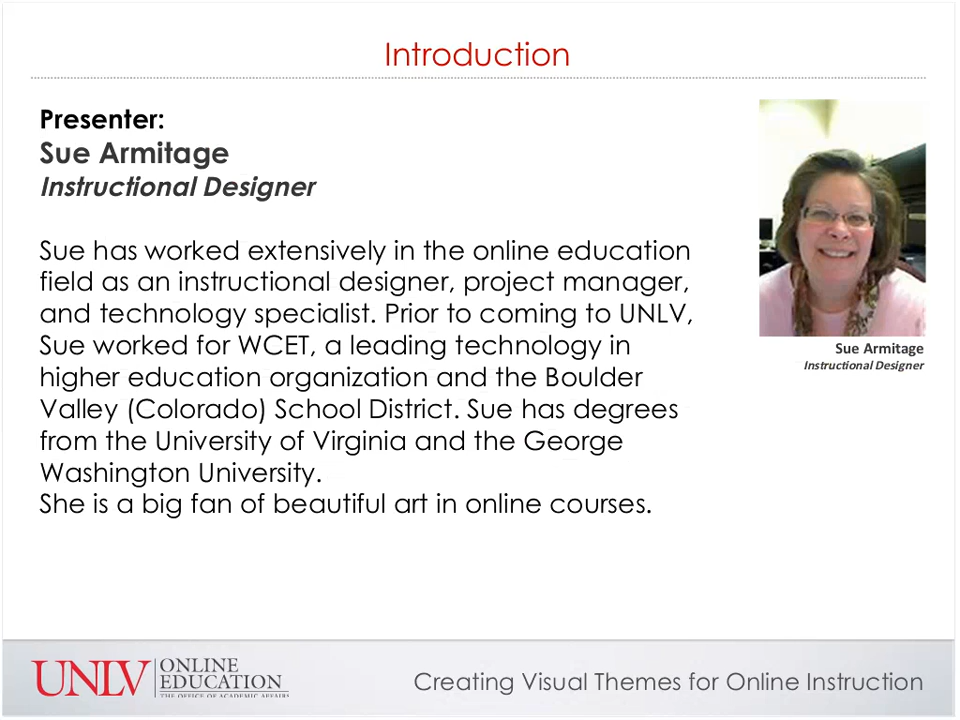 Introduction
Presenter:
Sue Armitage
Instructional Designer
Sue has worked extensively in the online education
field as an instructional designer, project manager,
and technology specialist. Prior to coming to UNLV,
Sue worked for WCET, a leading technology in
higher education organization and the Boulder
Valley (Colorado) School District. Sue has degrees
from the University of Virginia and the George
Washington University.
She is a big fan of beautiful art in online courses.
Sue Armitage
Instructional Designer
UNLV ONLINE
EDUCATION
THE OFFICE OF ACADEMIC AFFAIRS
Creating Visual Themes for Online Instruction